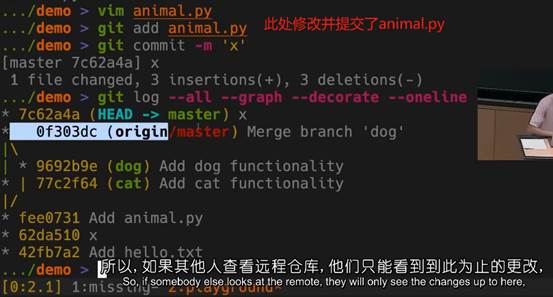 .../demo > vim animal.py
.../demo > git add animal.py
此处修改并提交了animal.py
.../demo > git commit -m 'x'
[master 7c62a4a] x
1 file changed, 3 insertions(+), 3 deletions(-)
.../demo > git log --all --graph --decorate --oneline
* 7c62a4a (HEAD -> master) x
*   0f303dc (origin/master) Merge branch 'dog'
|\
| * 9692b9e (dog) Add dog functionality
* | 77c2f64 (cat) Add cat functionality
|/
* fee0731 Add animal.py
* 62da510 x
* 42fb7a2 Add hello.txt
.../demo >
所以,如果其他人查看远程仓库,他们只能看到到此为止的更改,
So, if somebody else looks at the remote, they will only see the changes up to here,
[0:2.1] 1:missing- 2:playground*